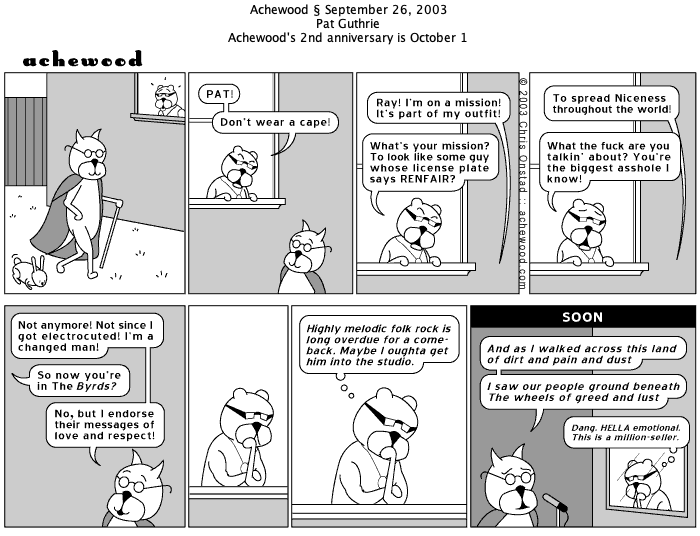 Achewood § September 26, 2003
Pat Guthrie
Achewood's 2nd anniversary is October 1
achewood
PAT!
Don't wear a cape!
Ray! I'm on a mission!
It's part of my outfit!
What's your mission?
To look like some guy
whose license plate
says RENFAIR?
© 2003 Chris Onstad :: achewood.com
To spread Niceness
throughout the world!
What the fuck are you
talkin' about? You're
the biggest asshole I
know!
Not anymore! Not since I
got electrocuted! I'm a
changed man!
So now you're
in The Byrds?
No, but I endorse
their messages of
love and respect!
Highly melodic folk rock is
long overdue for a come-
back. Maybe I oughta get
him into the studio.
SOON
And as I walked across this land
of dirt and pain and dust
I saw our people ground beneath
The wheels of greed and lust
Dang. HELLA emotional.
This is a million-seller.